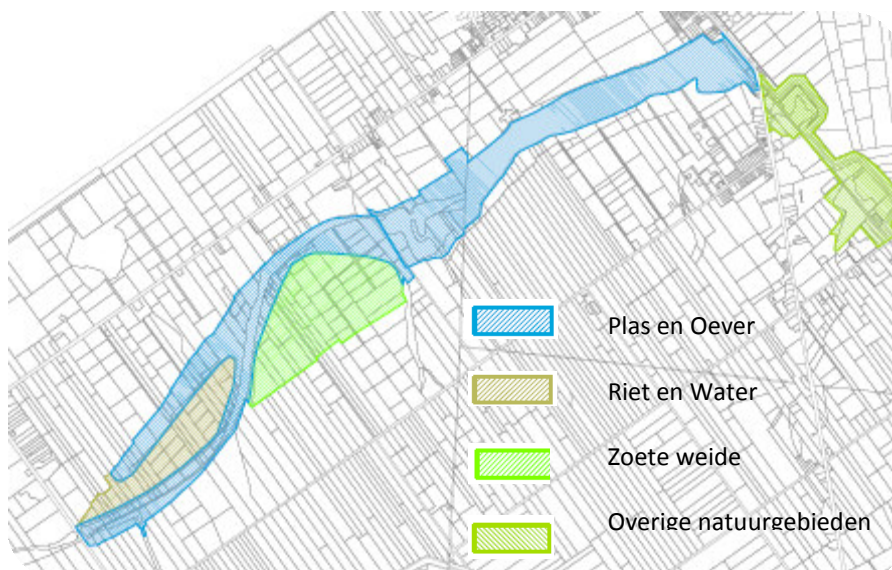 Plas en Oever
Riet en Water
Zoete weide
Overige natuurgebieden